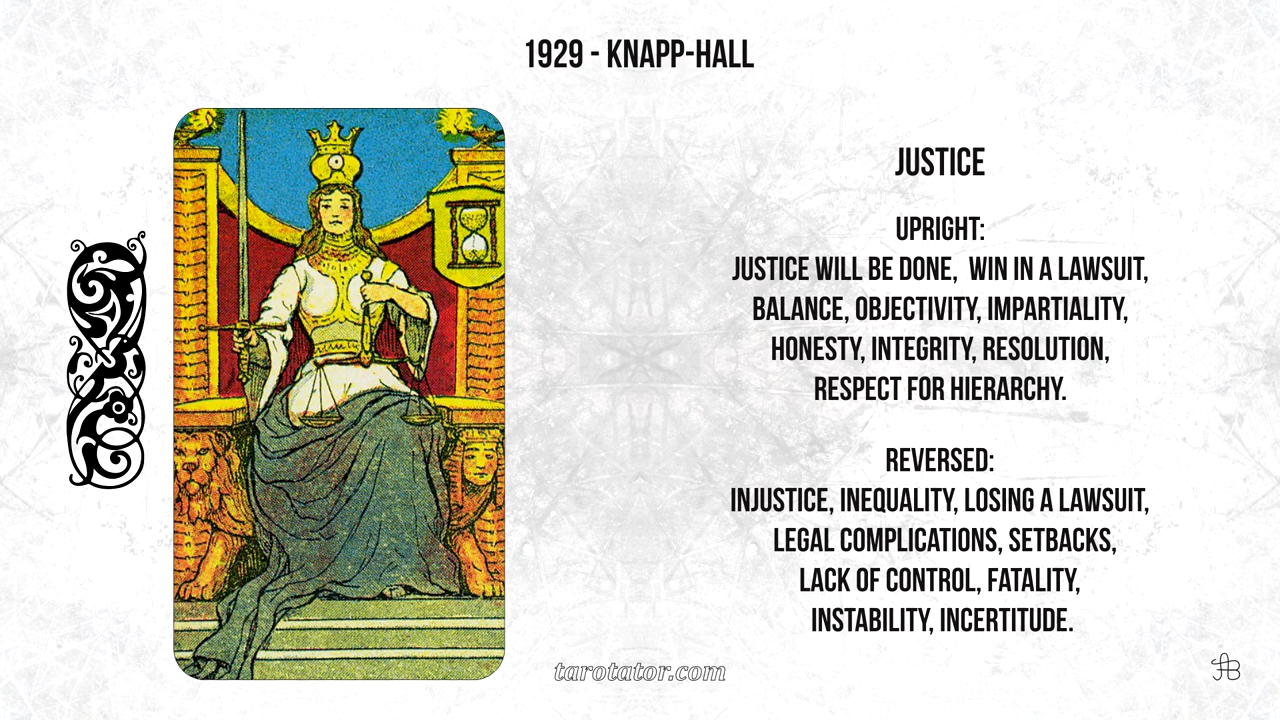 1929 - KNAPP-HALL
JUSTICE
UPRIGHT:
JUSTICE WILL BE DONE,  WIN IN A LAWSUIT,
BALANCE, OBJECTIVITY, IMPARTIALITY,
HONESTY, INTEGRITY, RESOLUTION,
RESPECT FOR HIERARCHY.
REVERSED:
INJUSTICE, INEQUALITY, LOSING A LAWSUIT,
LEGAL COMPLICATIONS, SETBACKS,
LACK OF CONTROL, FATALITY,
INSTABILITY, INCERTITUDE.
tarotator.com